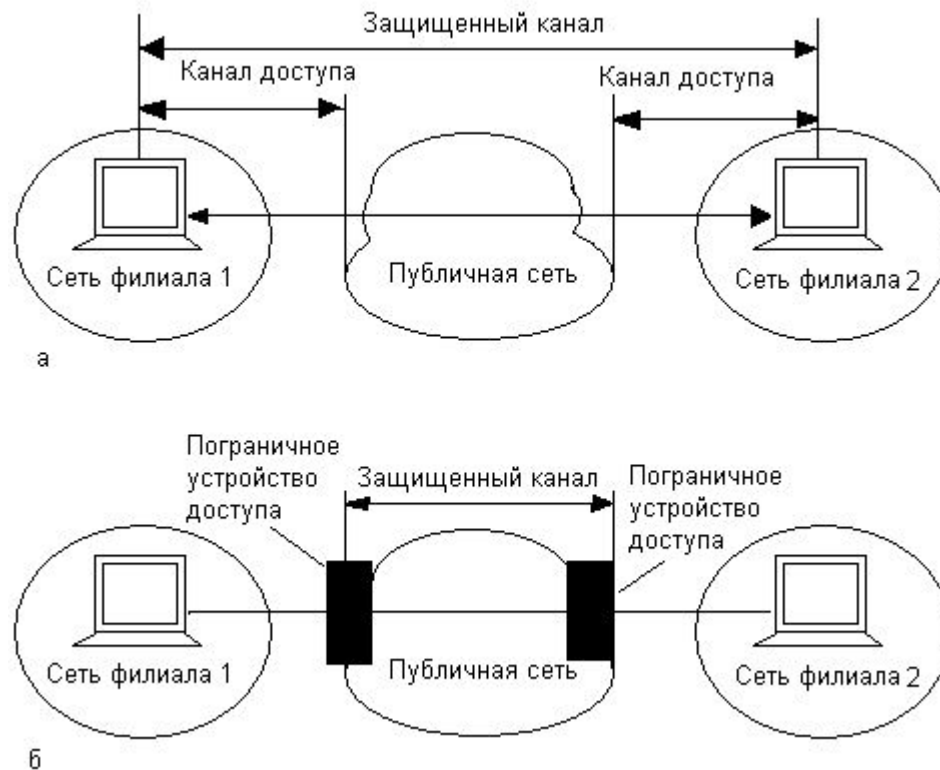 Защищенный канал
Канал доступа
Канал доступа
Сеть филиала 1
Публичная сеть
Сеть филиала 2
а
Пограничное
устройство
доступа
Защищенный канал
Пограничное
устройство
доступа
Сеть филиала 1
Публичная сеть
Сеть филиала 2
б